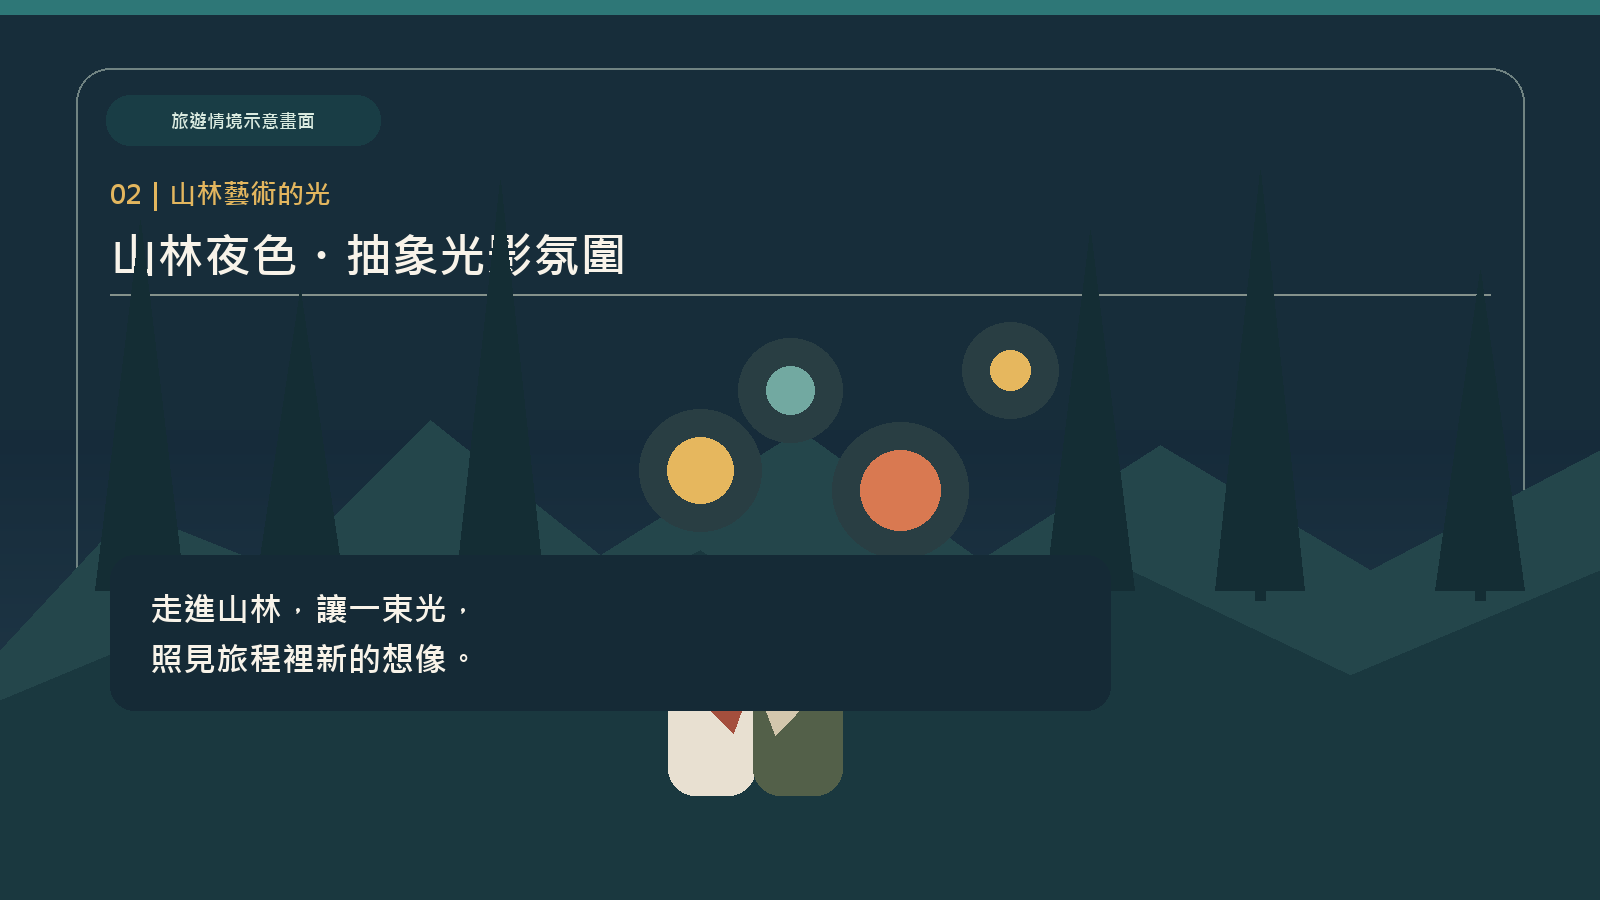 旅遊情境示意畫面
02 | 山林藝術的光
山林夜色・抽象光影氛圍
走進山林，讓一束光，
照見旅程裡新的想像。